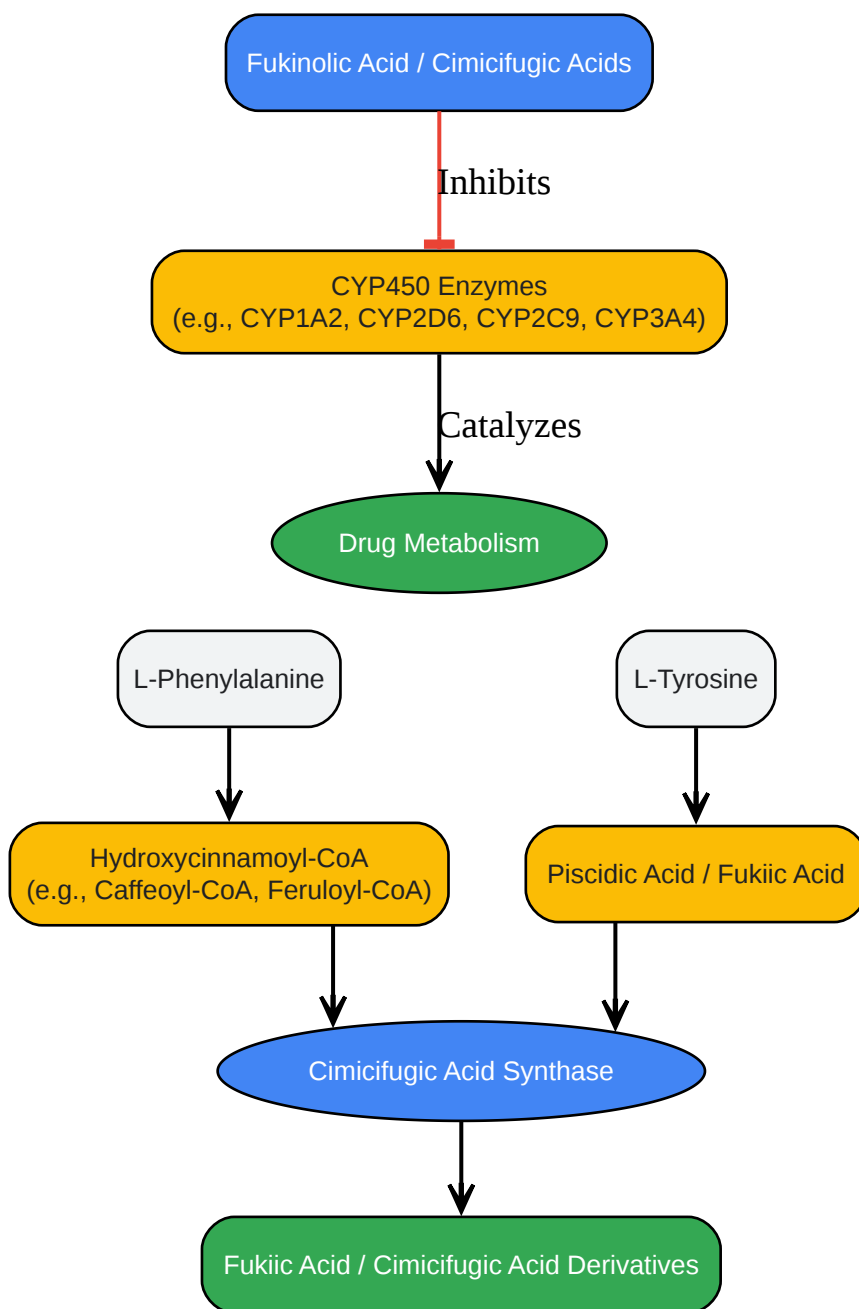 Fukinolic Acid / Cimicifugic Acids
Inhibits
CYP450 Enzymes
(e.g., CYP1A2, CYP2D6, CYP2C9, CYP3A4)
Catalyzes
Drug Metabolism
L-Phenylalanine
L-Tyrosine
Hydroxycinnamoyl-CoA
(e.g., Caffeoyl-CoA, Feruloyl-CoA)
Piscidic Acid / Fukiic Acid
Cimicifugic Acid Synthase
Fukiic Acid / Cimicifugic Acid Derivatives